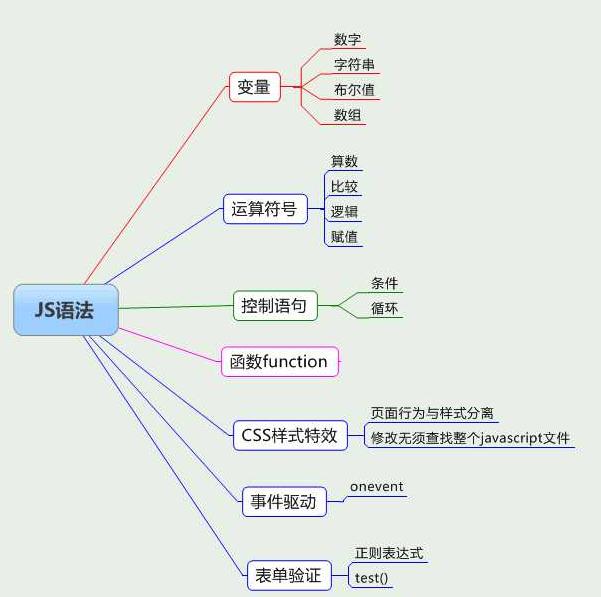 JS语法
变量
数字
字符串
布尔值
数组
运算符号
算数
比较
逻辑
赋值
控制语句
条件
循环
函数function
CSS样式特效
页面行为与样式分离
修改无须查找整个javascript文件
事件驱动
onevent
表单验证
正则表达式
test()